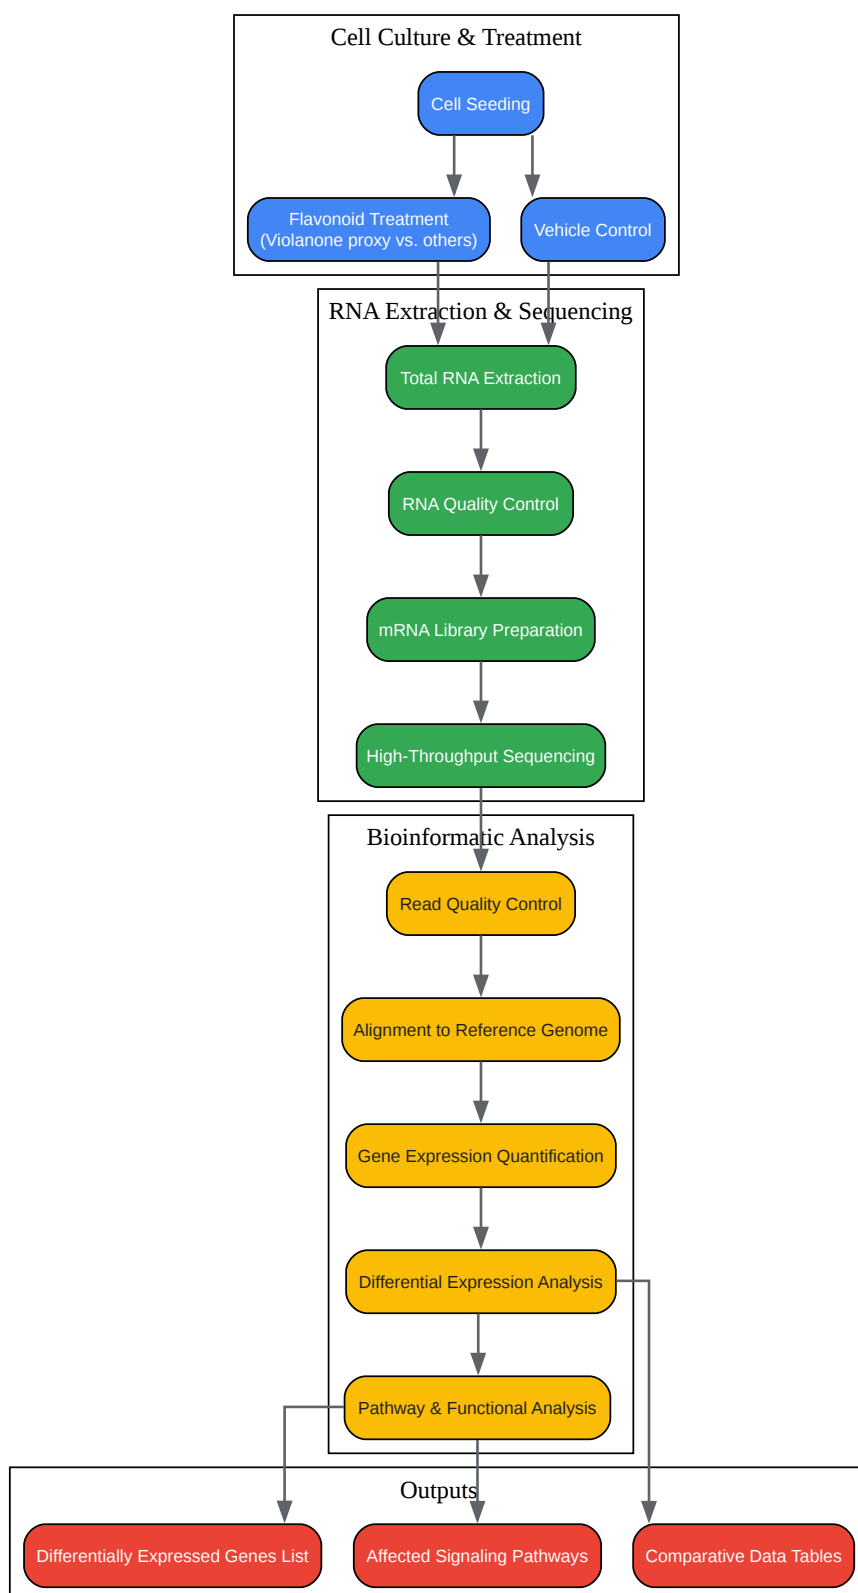 Cell Culture & Treatment
Cell Seeding
Flavonoid Treatment
(Violanone proxy vs. others)
Vehicle Control
RNA Extraction & Sequencing
Total RNA Extraction
RNA Quality Control
mRNA Library Preparation
High-Throughput Sequencing
Bioinformatic Analysis
Read Quality Control
Alignment to Reference Genome
Gene Expression Quantification
Differential Expression Analysis
Pathway & Functional Analysis
Outputs
Differentially Expressed Genes List
Affected Signaling Pathways
Comparative Data Tables